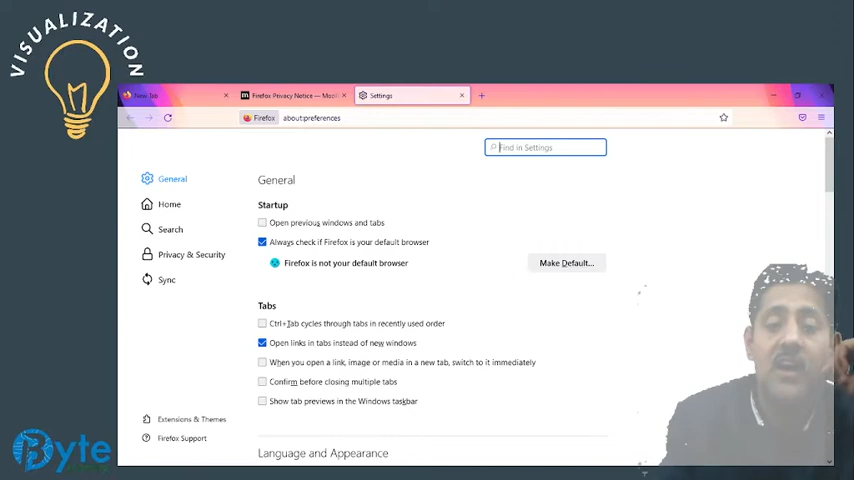 VISUALIZATION
New Tab
Firefox Privacy Notice — Mozil
Settings
Firefox
about:preferences
Find in Settings
General
Home
Search
Privacy & Security
Sync
Extensions & Themes
Firefox Support
General
Startup
Open previous windows and tabs
Always check if Firefox is your default browser
Firefox is not your default browser
Make Default...
Tabs
Ctrl+Tab cycles through tabs in recently used order
Open links in tabs instead of new windows
When you open a link, image or media in a new tab, switch to it immediately
Confirm before closing multiple tabs
Show tab previews in the Windows taskbar
Language and Appearance
Byte